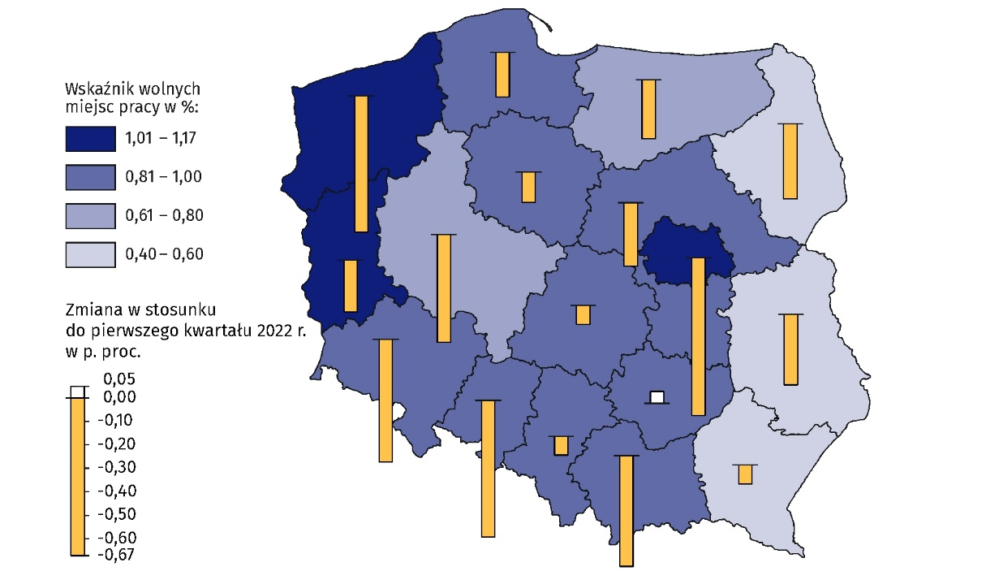 Wskaźnik wolnych
miejsc pracy w %:
1,01 – 1,17
0,81 – 1,00
0,61 – 0,80
0,40 – 0,60
Zmiana w stosunku
do pierwszego kwartału 2022 r.
w p. proc.
0,05
0,00
-0,10
-0,20
-0,30
-0,40
-0,50
-0,60
-0,67